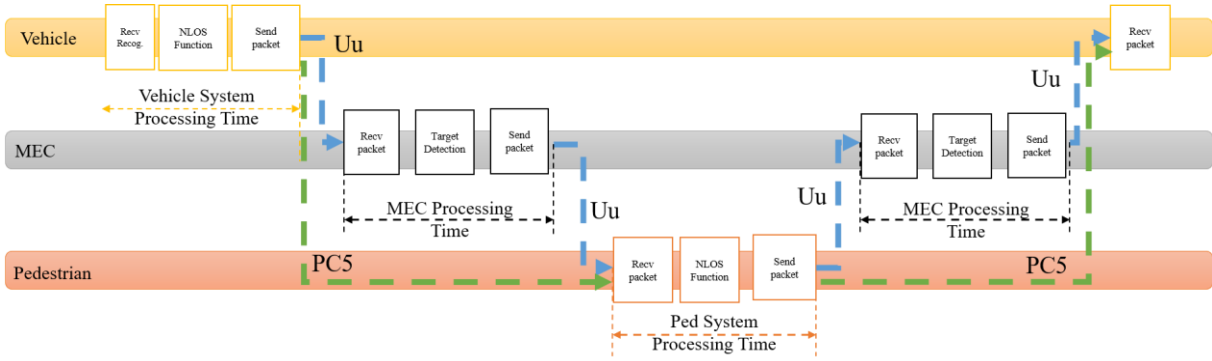 Vehicle
Recv
Recog.
NLOS
Function
Send
packet
Uu
Uu
Recv
packet
Vehicle System
Processing Time
MEC
Recv
packet
Target
Detection
Send
packet
Recv
packet
Target
Detection
Send
packet
MEC Processing
Time
Uu
Uu
MEC Processing
Time
Pedestrian
PC5
Recv
packet
NLOS
Function
Send
packet
PC5
Ped System
Processing Time